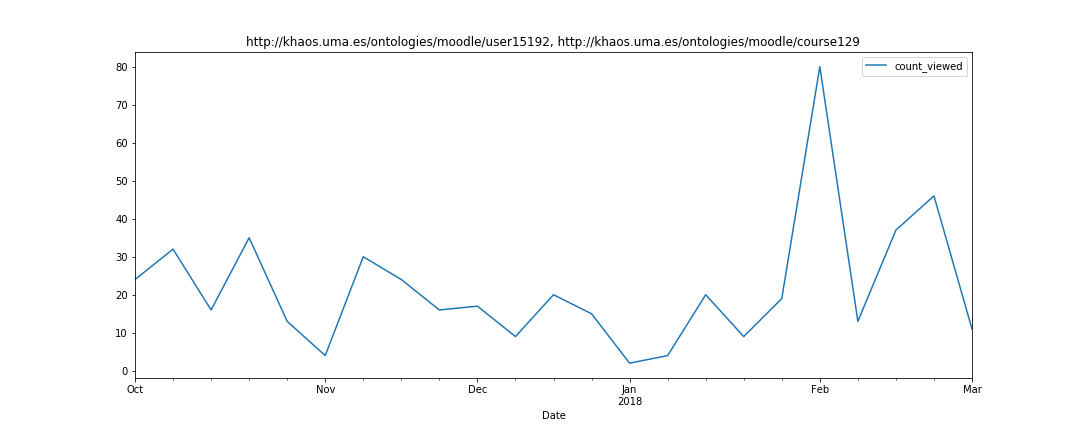 http://khaos.uma.es/ontologies/moodle/user15192, http://khaos.uma.es/ontologies/moodle/course129
count_viewed
80
70
60
50
40
30
20
10
0
Oct Nov Dec Jan Feb Mar
2018
Date